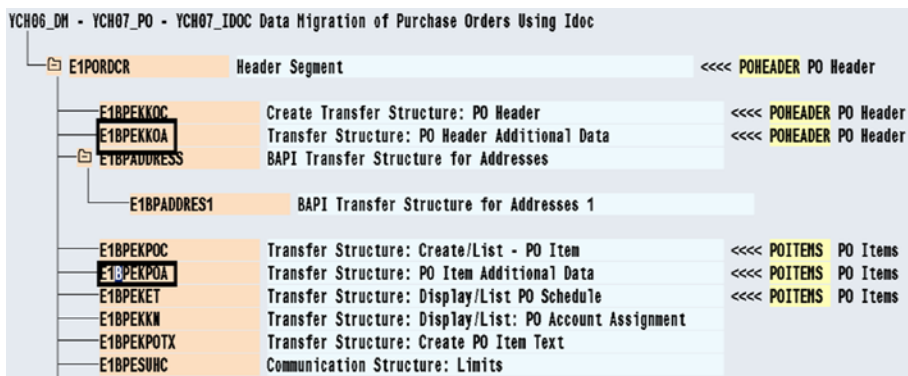 YCH06_DM - YCH07_PO - YCH07_IDOC Data Migration of Purchase Orders Using Idoc
E1PORDCR Header Segment <<<< POHEADER PO Header
E1BPEKKOC Create Transfer Structure: PO Header <<<< POHEADER PO Header
E1BPEKKOA Transfer Structure: PO Header Additional Data <<<< POHEADER PO Header
E1BPADDRESS BAPI Transfer Structure for Addresses
E1BPADDRES1 BAPI Transfer Structure for Addresses 1
E1BPEKPOC Transfer Structure: Create/List - PO Item <<<< POITEMS PO Items
E1BPEKPOA Transfer Structure: PO Item Additional Data <<<< POITEMS PO Items
E1BPEKET Transfer Structure: Display/List PO Schedule <<<< POITEMS PO Items
E1BPEKKN Transfer Structure: Display/List: PO Account Assignment
E1BPEKPOTX Transfer Structure: Create PO Item Text
E1BPESUHC Communication Structure: Limits